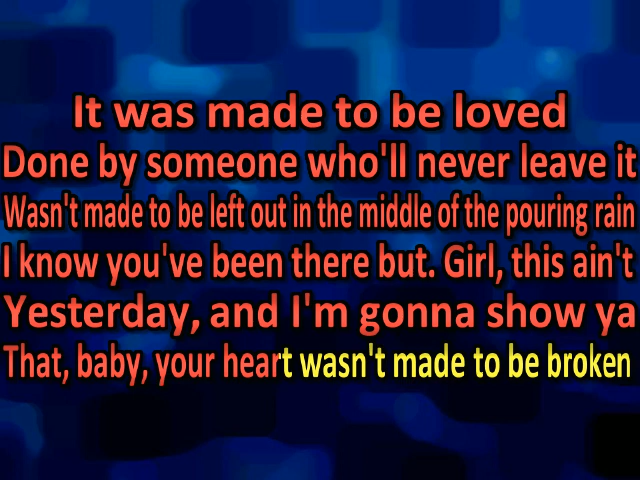 It was made to be loved
Done by someone who'll never leave it
Wasn't made to be left out in the middle of the pouring rain
I know you've been there but. Girl, this ain't
Yesterday, and I'm gonna show ya
That, baby, your heart wasn't made to be broken